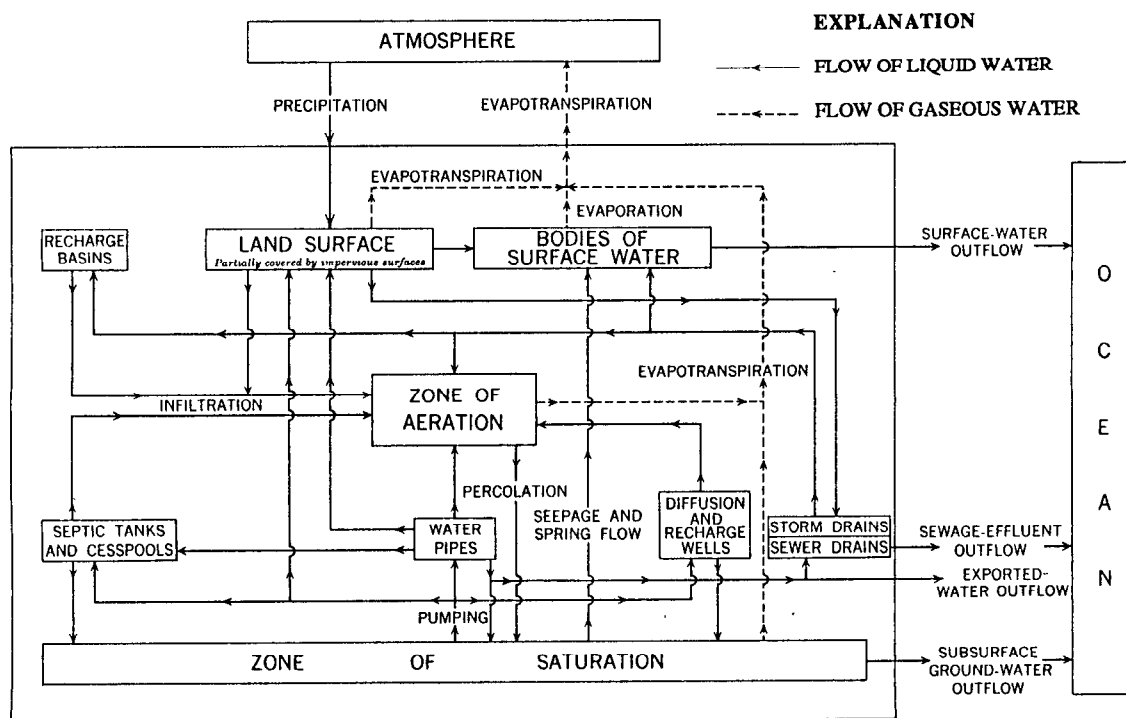 ATMOSPHERE
EXPLANATION
FLOW OF LIQUID WATER
FLOW OF GASEOUS WATER
PRECIPITATION
EVAPOTRANSPIRATION
EVAPOTRANSPIRATION
EVAPORATION
RECHARGE
BASINS
LAND SURFACE
Partially covered by impervious surfaces
BODIES OF
SURFACE WATER
SURFACE-WATER
OUTFLOW
OCEAN
ZONE OF
AERATION
EVAPOTRANSPIRATION
INFILTRATION
PERCOLATION
SEPTIC TANKS
AND CESSPOOLS
WATER
PIPES
SEEPAGE AND
SPRING FLOW
DIFFUSION
AND
RECHARGE
WELLS
STORM DRAINS
SEWER DRAINS
SEWAGE-EFFLUENT
OUTFLOW
EXPORTED-
WATER OUTFLOW
PUMPING
ZONE OF SATURATION
SUBSURFACE
GROUND-WATER
OUTFLOW